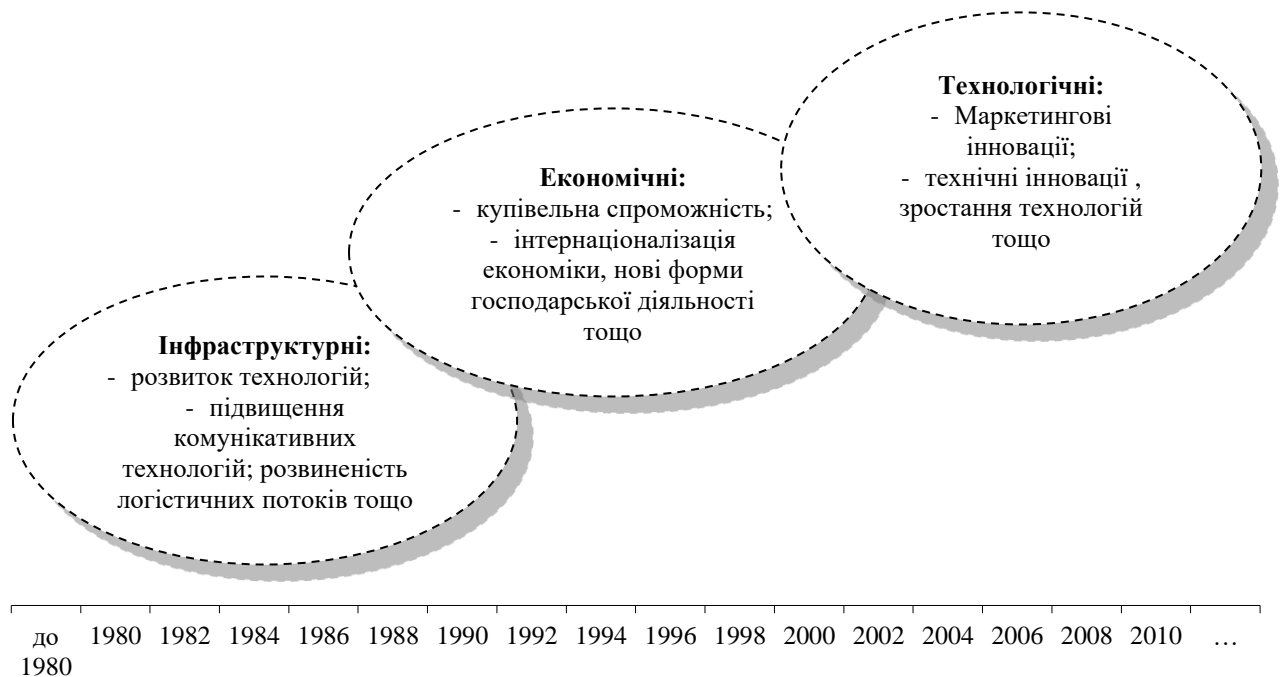 Технологічні:
- Маркетингові
інновації;
- технічні інновації ,
зростання технологій
тощо
Економічні:
- купівельна спроможність;
- інтернаціоналізація
економіки, нові форми
господарської діяльності
тощо
Інфраструктурні:
- розвиток технологій;
- підвищення
комунікативних
технологій; розвиненість
логістичних потоків тощо
до 1980 1982 1984 1986 1988 1990 1992 1994 1996 1998 2000 2002 2004 2006 2008 2010 …
1980